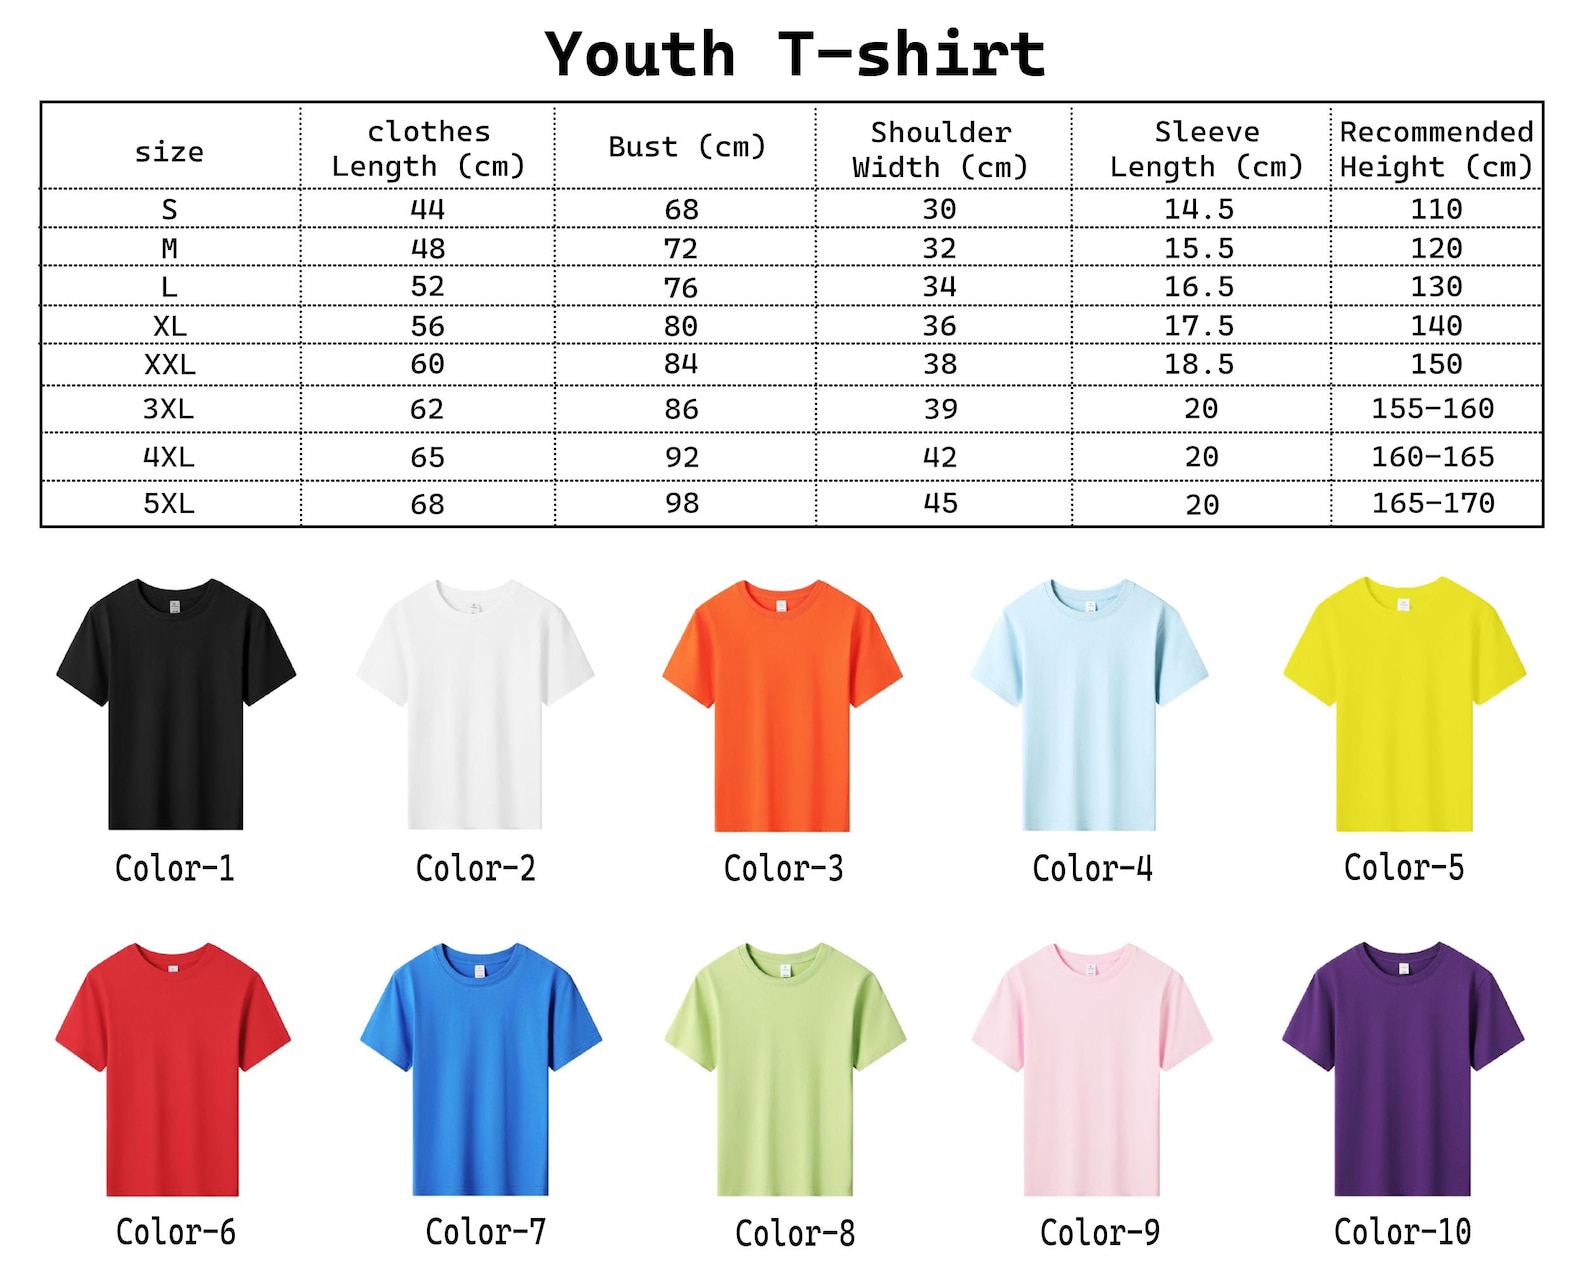 Youth T-shirt
size clothes Length (cm) Bust (cm) Shoulder Width (cm) Sleeve Length (cm) Recommended Height (cm)
S 44 68 30 14.5 110
M 48 72 32 15.5 120
L 52 76 34 16.5 130
XL 56 80 36 17.5 140
XXL 60 84 38 18.5 150
3XL 62 86 39 20 155-160
4XL 65 92 42 20 160-165
5XL 68 98 45 20 165-170
Color-1 Color-2 Color-3 Color-4 Color-5
Color-6 Color-7 Color-8 Color-9 Color-10